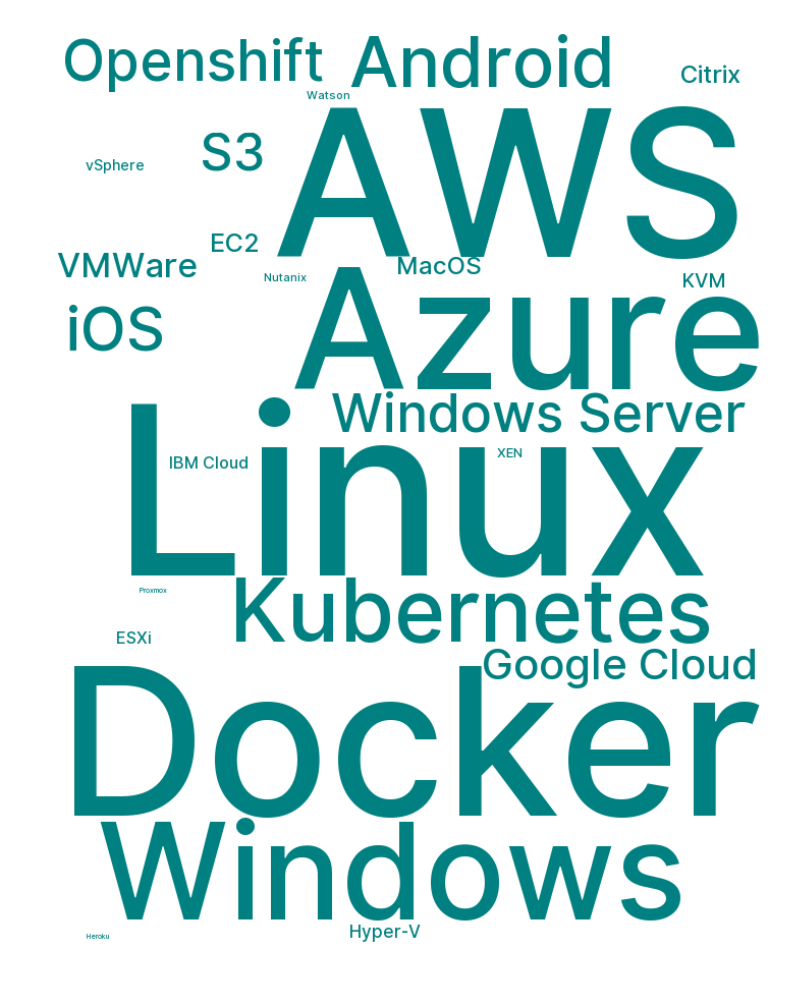 Openshift
Android
Citrix
Watson
AWS
S3
vSphere
EC2
VMWare
MacOS
Nutanix
KVM
Azure
iOS
Windows Server
Linux
IBM Cloud
XEN
Proxmox
Kubernetes
ESXi
Google Cloud
Docker
Windows
Hyper-V
Heroku